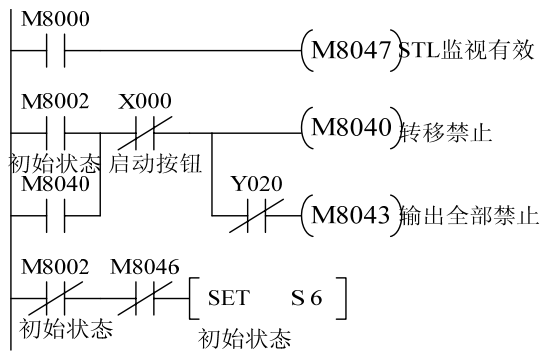 M8000
M8047 STL监视有效
M8002 X000
M8040 转移禁止
初始状态 启动按钮
M8040 Y020
M8043 输出全部禁止
M8002 M8046
SET S 6
初始状态
初始状态